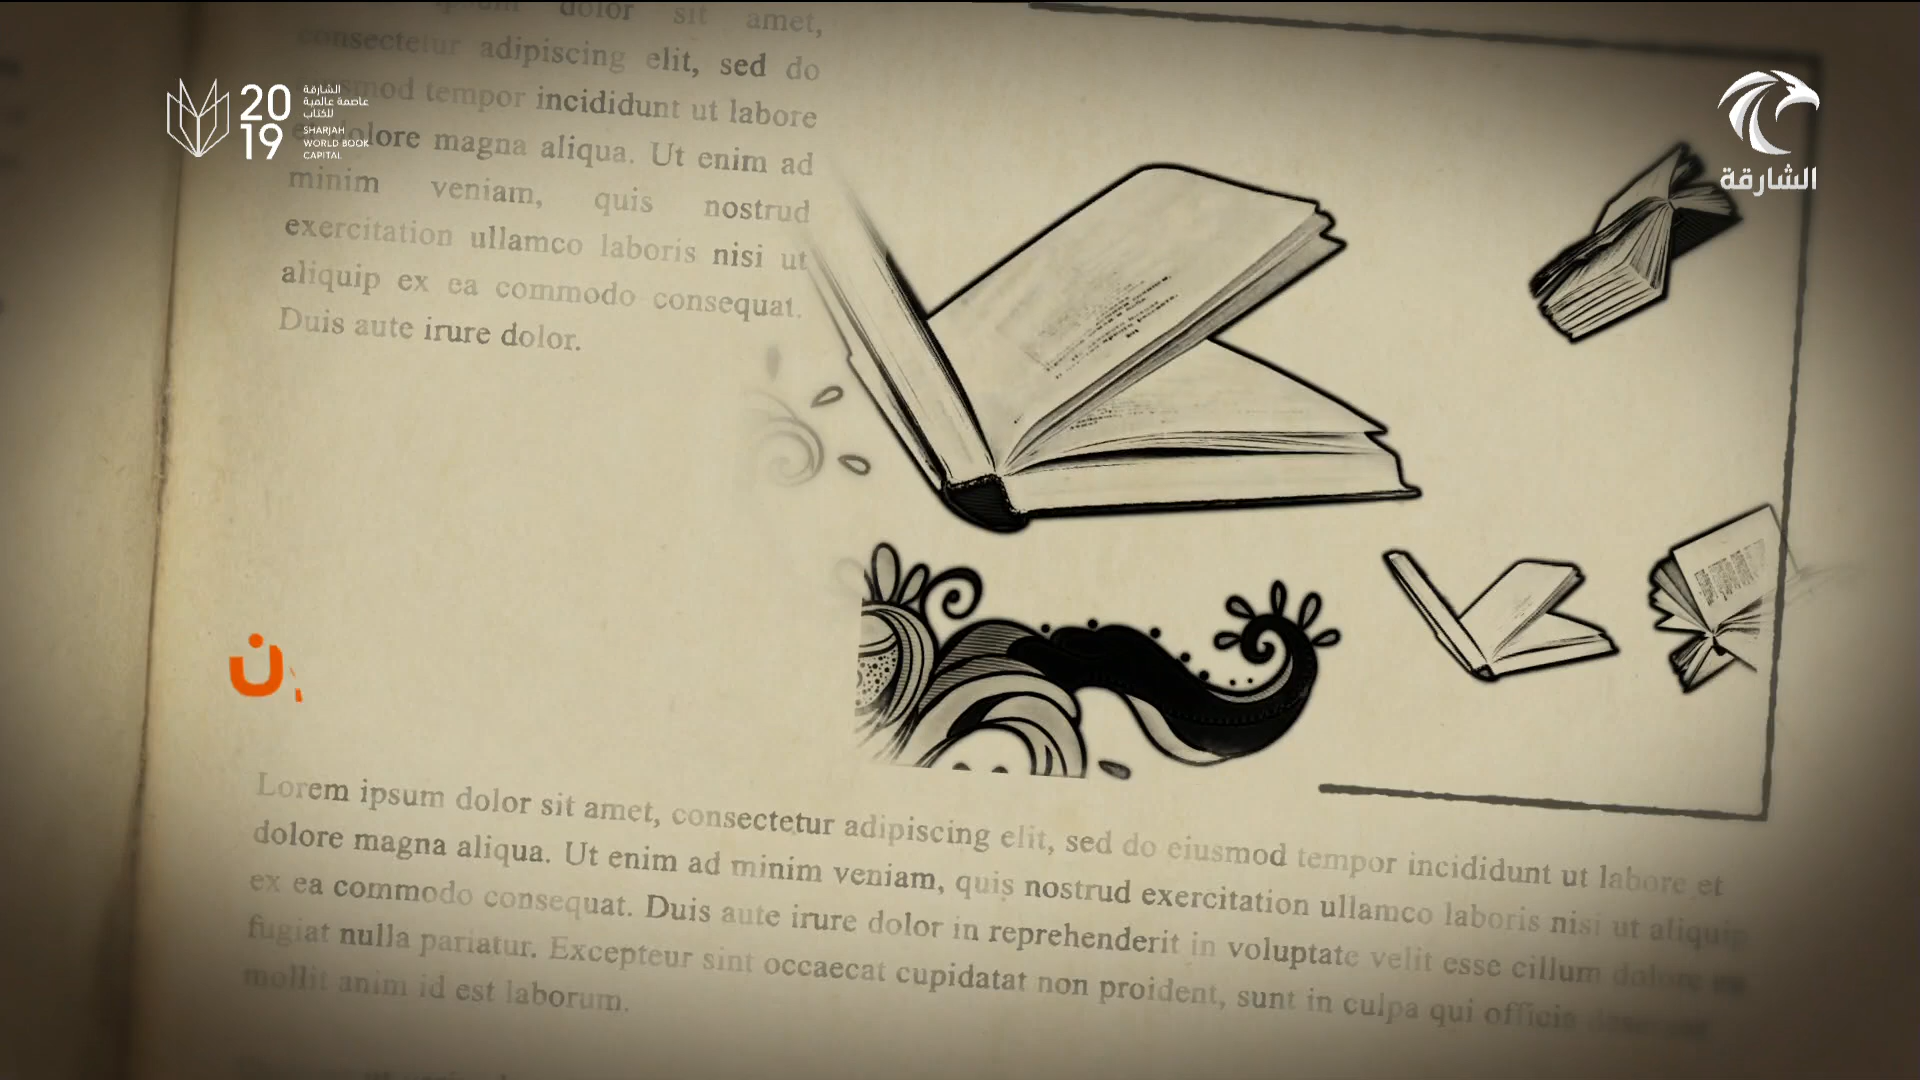 dolor sit amet,
consectetur adipiscing elit, sed do
tempor incididunt ut labore
dolore magna aliqua. Ut enim ad
minim veniam, quis nostrud
exercitation ullamco laboris nisi ut
aliquip ex ea commodo consequat.
Duis aute irure dolor.
2019
الشارقة
عاصمة عالمية
للكتاب
SHARJAH
WORLD BOOK
CAPITAL
الشارقة
ن
Lorem ipsum dolor sit amet, consectetur adipiscing elit, sed do eiusmod tempor incididunt ut labore et
dolore magna aliqua. Ut enim ad minim veniam, quis nostrud exercitation ullamco laboris nisi ut aliquip
ex ea commodo consequat. Duis aute irure dolor in reprehenderit in voluptate velit esse cillum dolore eu
fugiat nulla pariatur. Excepteur sint occaecat cupidatat non proident, sunt in culpa qui officia
mollit anim id est laborum.